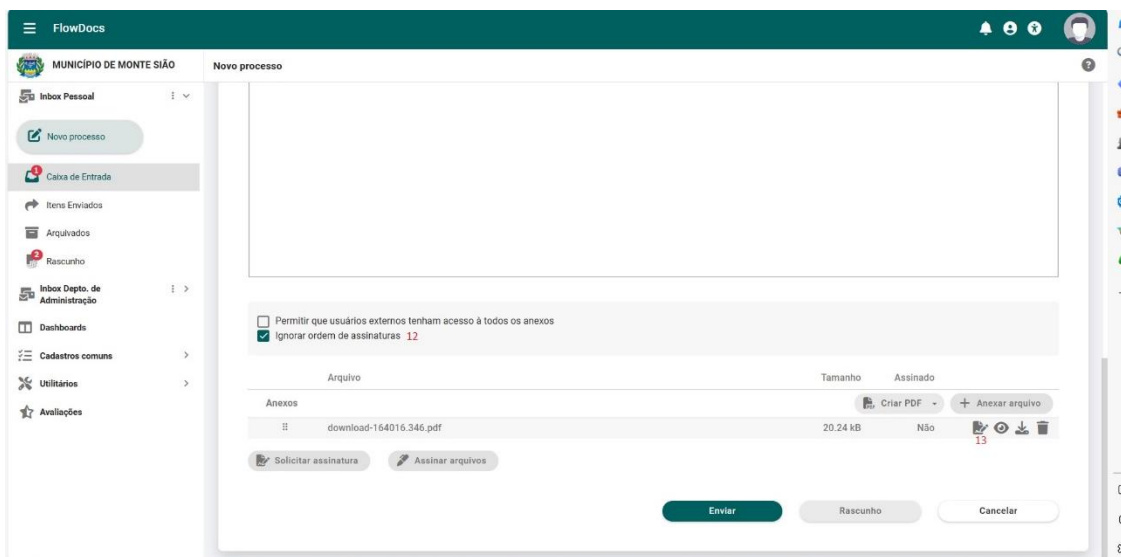 FlowDocs
MUNICÍPIO DE MONTE SIÃO
Novo processo
Inbox Pessoal
Novo processo
1
Caixa de Entrada
Itens Enviados
Arquivados
2
Rascunho
Inbox Depto. de
Administração
Dashboards
Cadastros comuns
Utilitários
Avaliações
Permitir que usuários externos tenham acesso à todos os anexos
Ignorar ordem de assinaturas 12
Arquivo Tamanho Assinado
Anexos Criar PDF + Anexar arquivo
download-164016.346.pdf 20.24 kB Não
13
Solicitar assinatura Assinar arquivos
Enviar Rascunho Cancelar